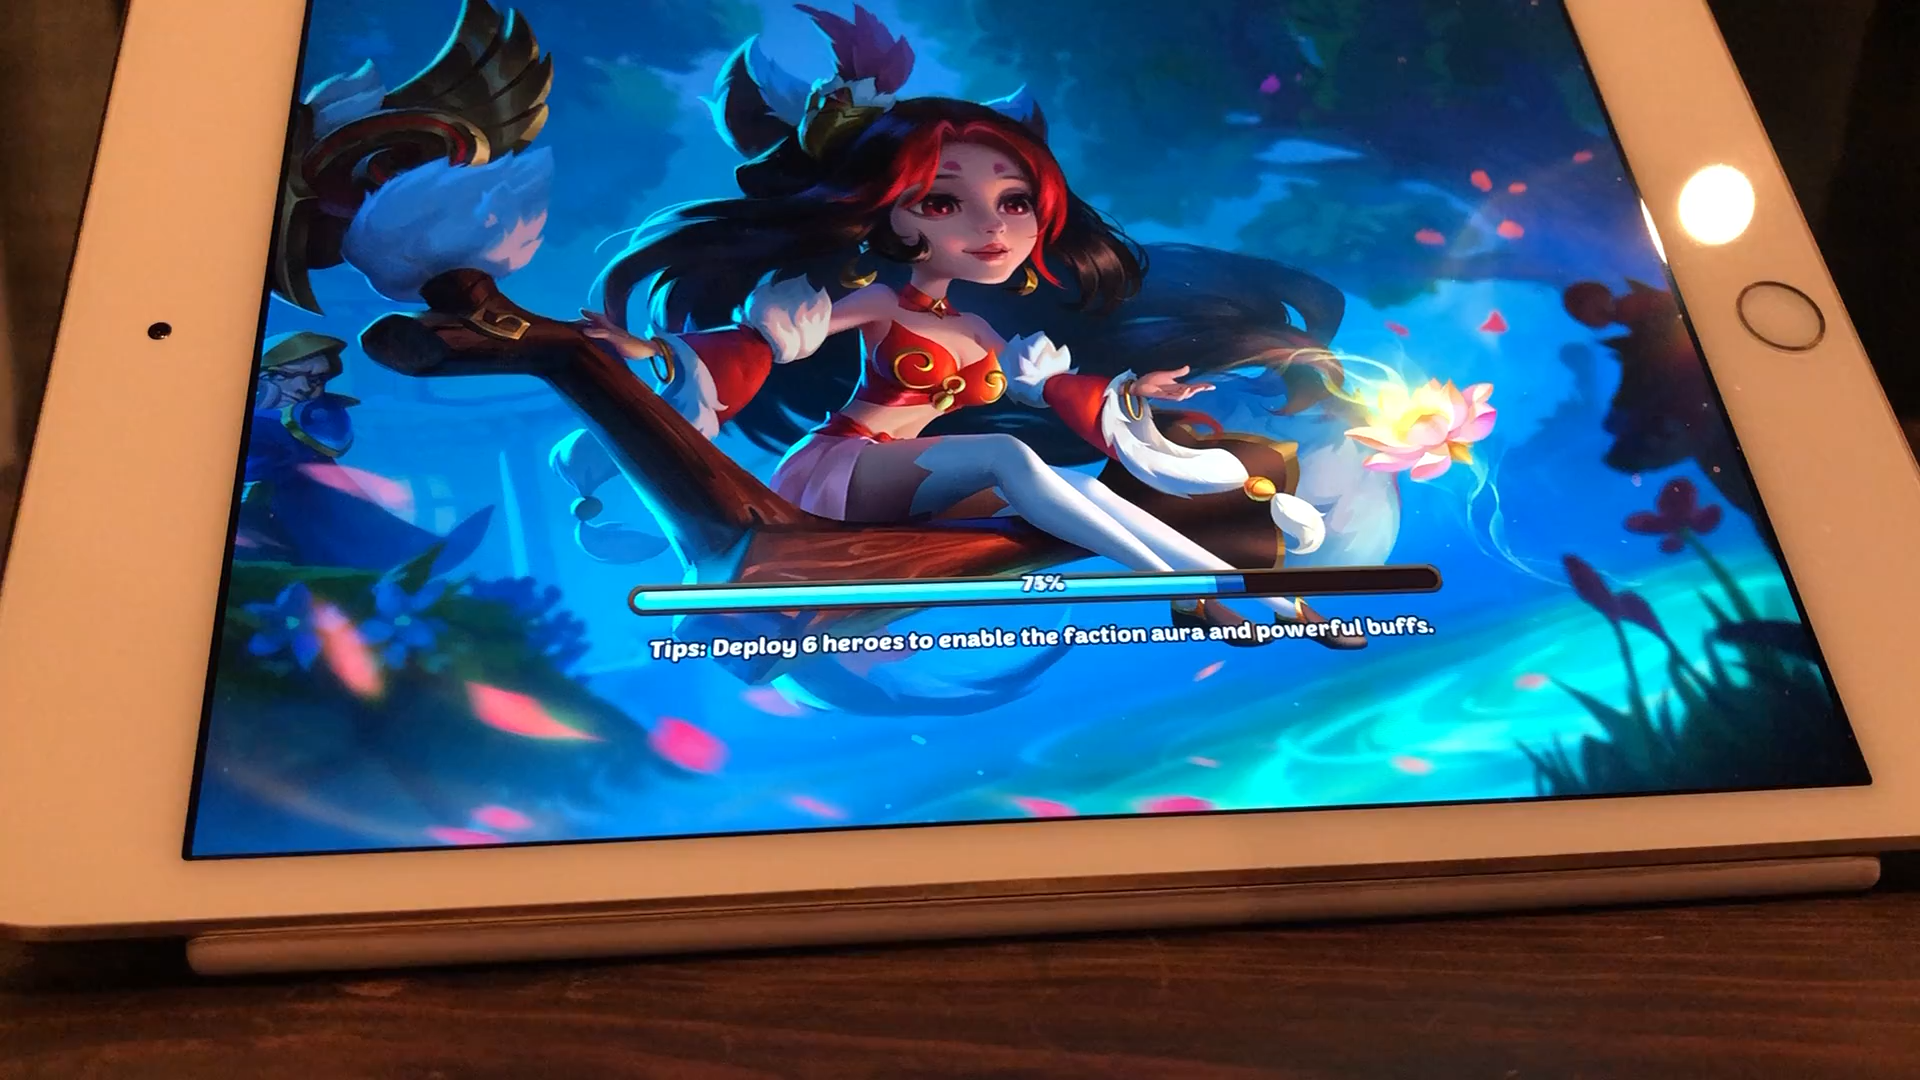 75%
Tips: Deploy 6 heroes to enable the faction aura and powerful buffs.